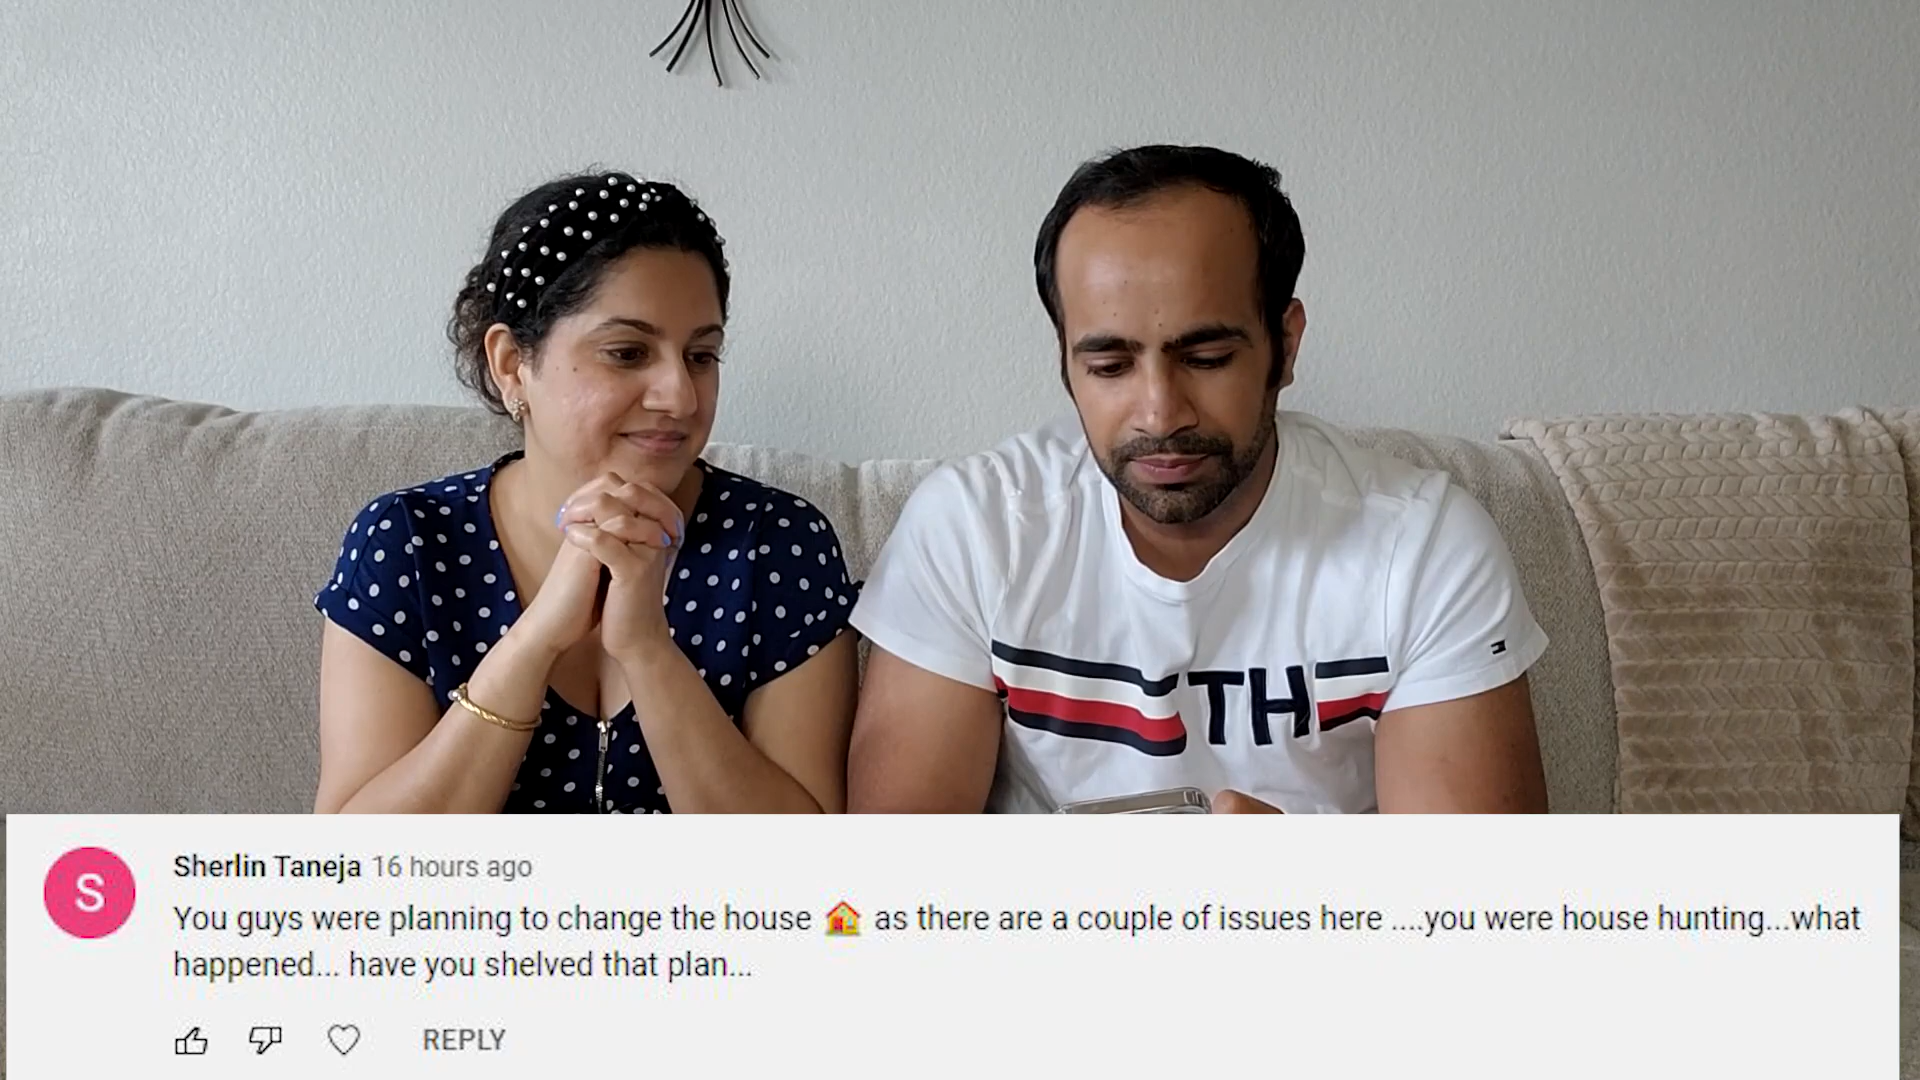 TH
S
Sherlin Taneja 16 hours ago
You guys were planning to change the house 🏠 as there are a couple of issues here ....you were house hunting...what
happened... have you shelved that plan...
REPLY